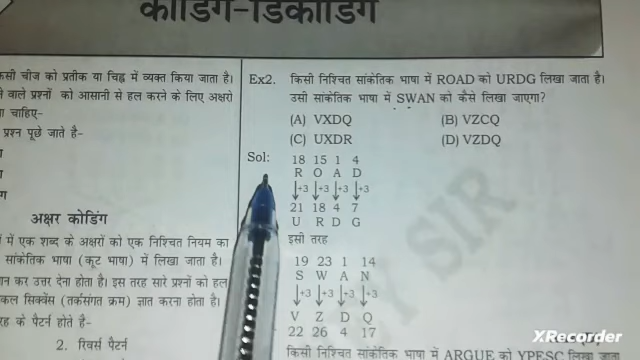 कोडिंग-डिकोडिंग
किसी चीज को प्रतीक या चिह्न में व्यक्त किया जाता है।
वाले प्रश्नों को आसानी से हल करने के लिए अक्षरो
चाहिए-
प्रश्न पूछे जाते है-
अक्षर कोडिंग
में एक शब्द के अक्षरों को एक निश्चित नियम का
सांकेतिक भाषा (कूट भाषा) में लिखा जाता है।
कर उत्तर देना होता है। इस तरह सारे प्रश्नों को हल
सिक्वेंस (तर्कसंगत क्रम) ज्ञात करना होता है।
के पैटर्न होते है-
2. रिवर्स पैटर्न
Ex2. किसी निश्चित सांकेतिक भाषा में ROAD को URDG लिखा जाता है।
उसी सांकेतिक भाषा में SWAN को कैसे लिखा जाएगा?
(A) VXDQ (B) VZCQ
(C) UXDR (D) VZDQ
Sol: 18 15 1 4
R O A D
+3 +3 +3 +3
21 18 4 7
U R D G
इसी तरह
19 23 1 14
S W A N
+3 +3 +3 +3
V Z D Q
22 26 4 17
किसी निश्चित सांकेतिक भाषा में ARGUE को YPESC लिखा जाता
SIR
XRecorder